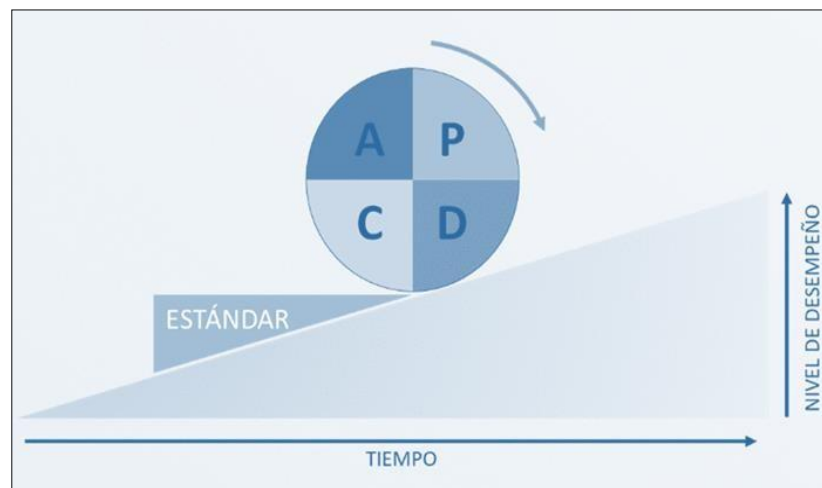 A P
C D
ESTÁNDAR
NIVEL DE DESEMPEÑO
TIEMPO